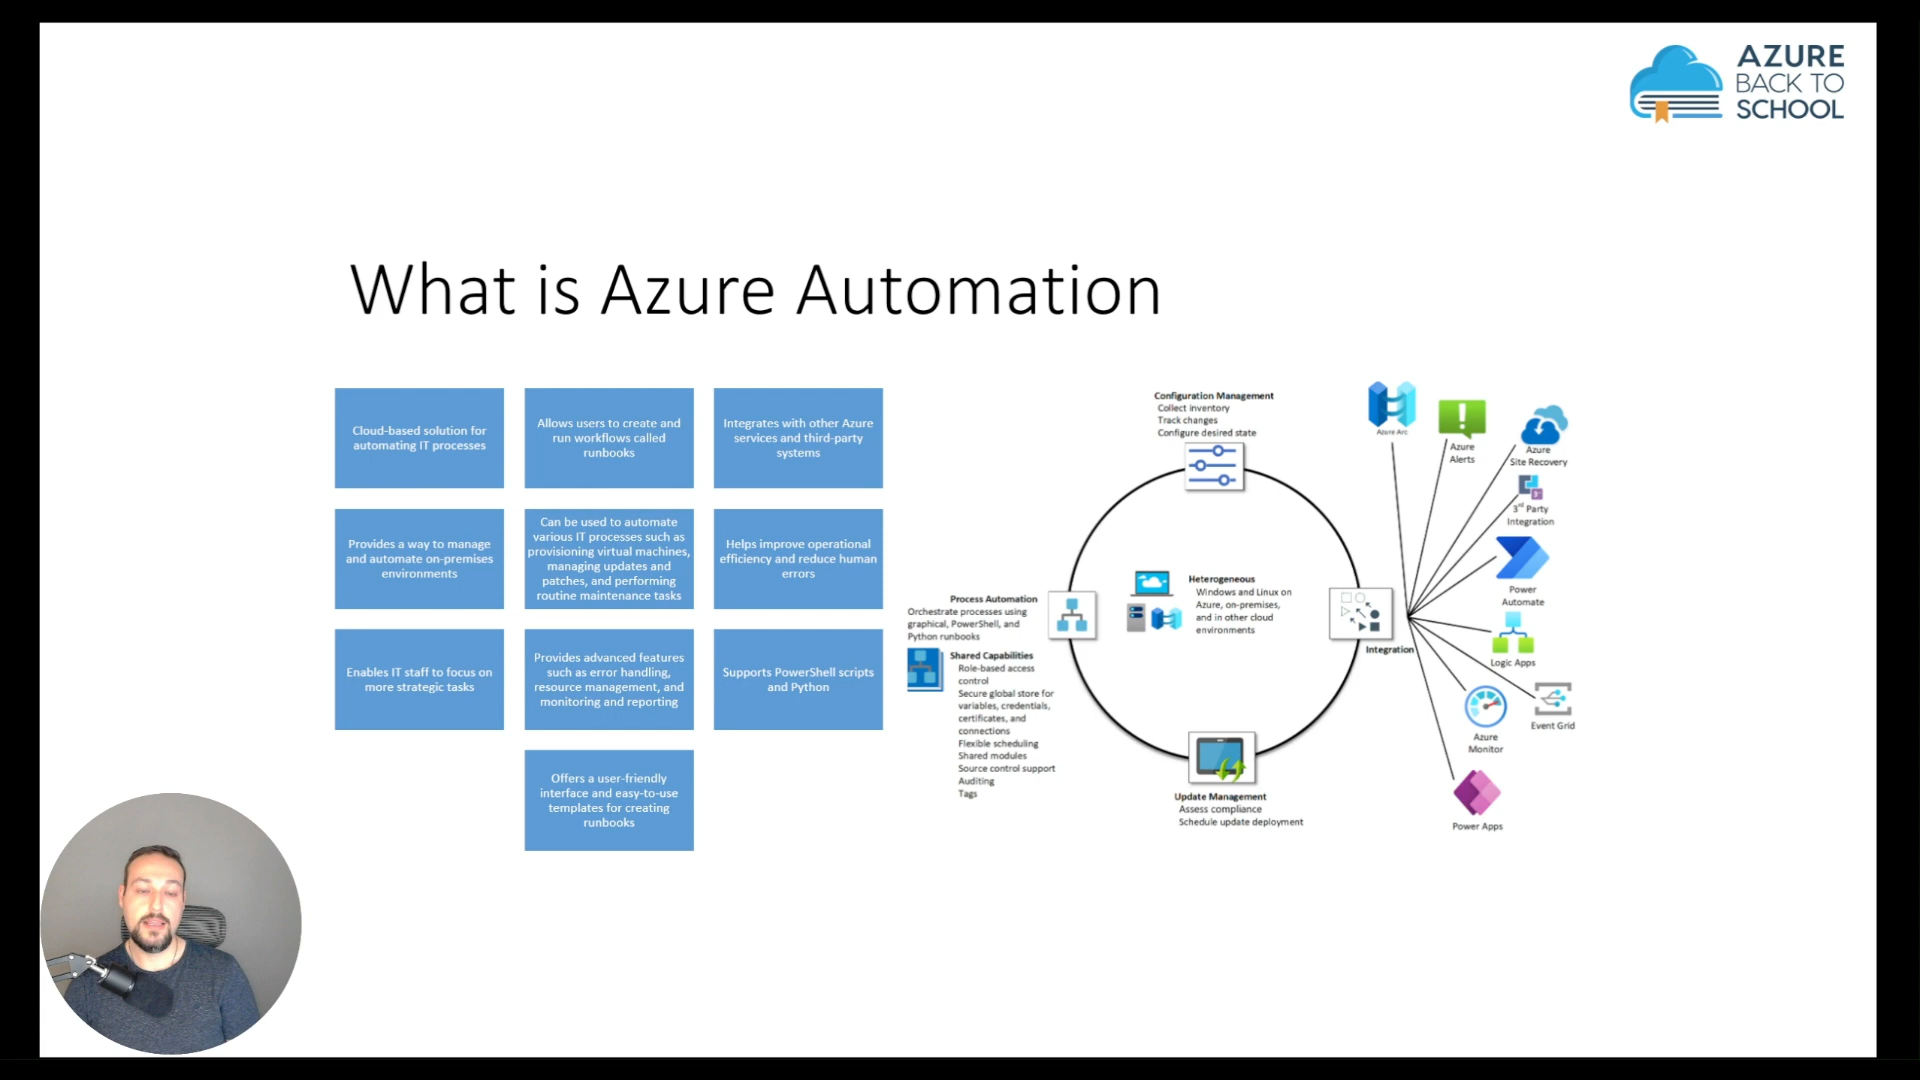 AZURE
BACK TO
SCHOOL
What is Azure Automation
Cloud-based solution for
automating IT processes
Allows users to create and
run workflows called
runbooks
Integrates with other Azure
services and third-party
systems
Provides a way to manage
and automate on-premises
environments
Can be used to automate
various IT processes such as
provisioning virtual machines,
managing updates and
patches, and performing
routine maintenance tasks
Helps improve operational
efficiency and reduce human
errors
Enables IT staff to focus on
more strategic tasks
Provides advanced features
such as error handling,
resource management, and
monitoring and reporting
Supports PowerShell scripts
and Python
Offers a user-friendly
interface and easy-to-use
templates for creating
runbooks
Configuration Management
Collect inventory
Track changes
Configure desired state
Process Automation
Orchestrate processes using
graphical, PowerShell, and
Python runbooks
Shared Capabilities
Role-based access
control
Secure global store for
variables, credentials,
certificates, and
connections
Flexible scheduling
Shared modules
Source control support
Auditing
Tags
Heterogeneous
Windows and Linux on
Azure, on-premises,
and in other cloud
environments
Update Management
Assess compliance
Schedule update deployment
Integration
Azure Arc
Azure
Alerts
Azure
Site Recovery
3rd Party
Integration
Power
Automate
Logic Apps
Event Grid
Azure
Monitor
Power Apps